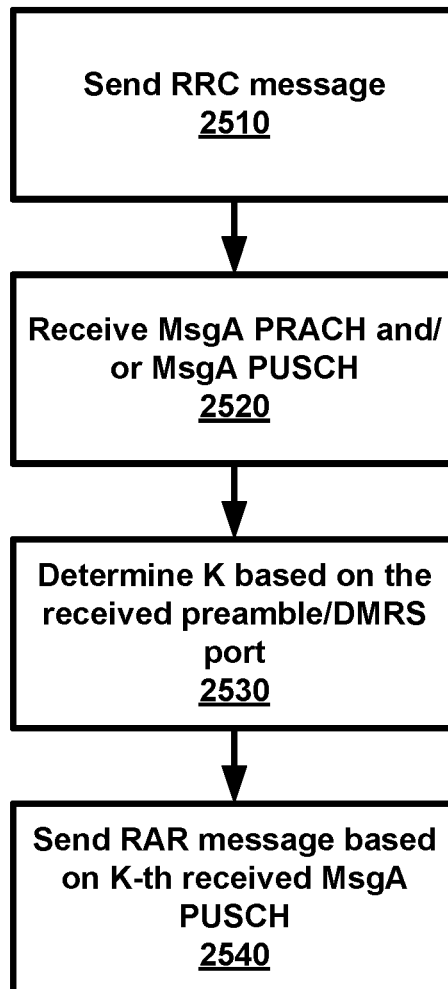 Send RRC message
2510
Receive MsgA PRACH and/
or MsgA PUSCH
2520
Determine K based on the
received preamble/DMRS
port
2530
Send RAR message based
on K-th received MsgA
PUSCH
2540